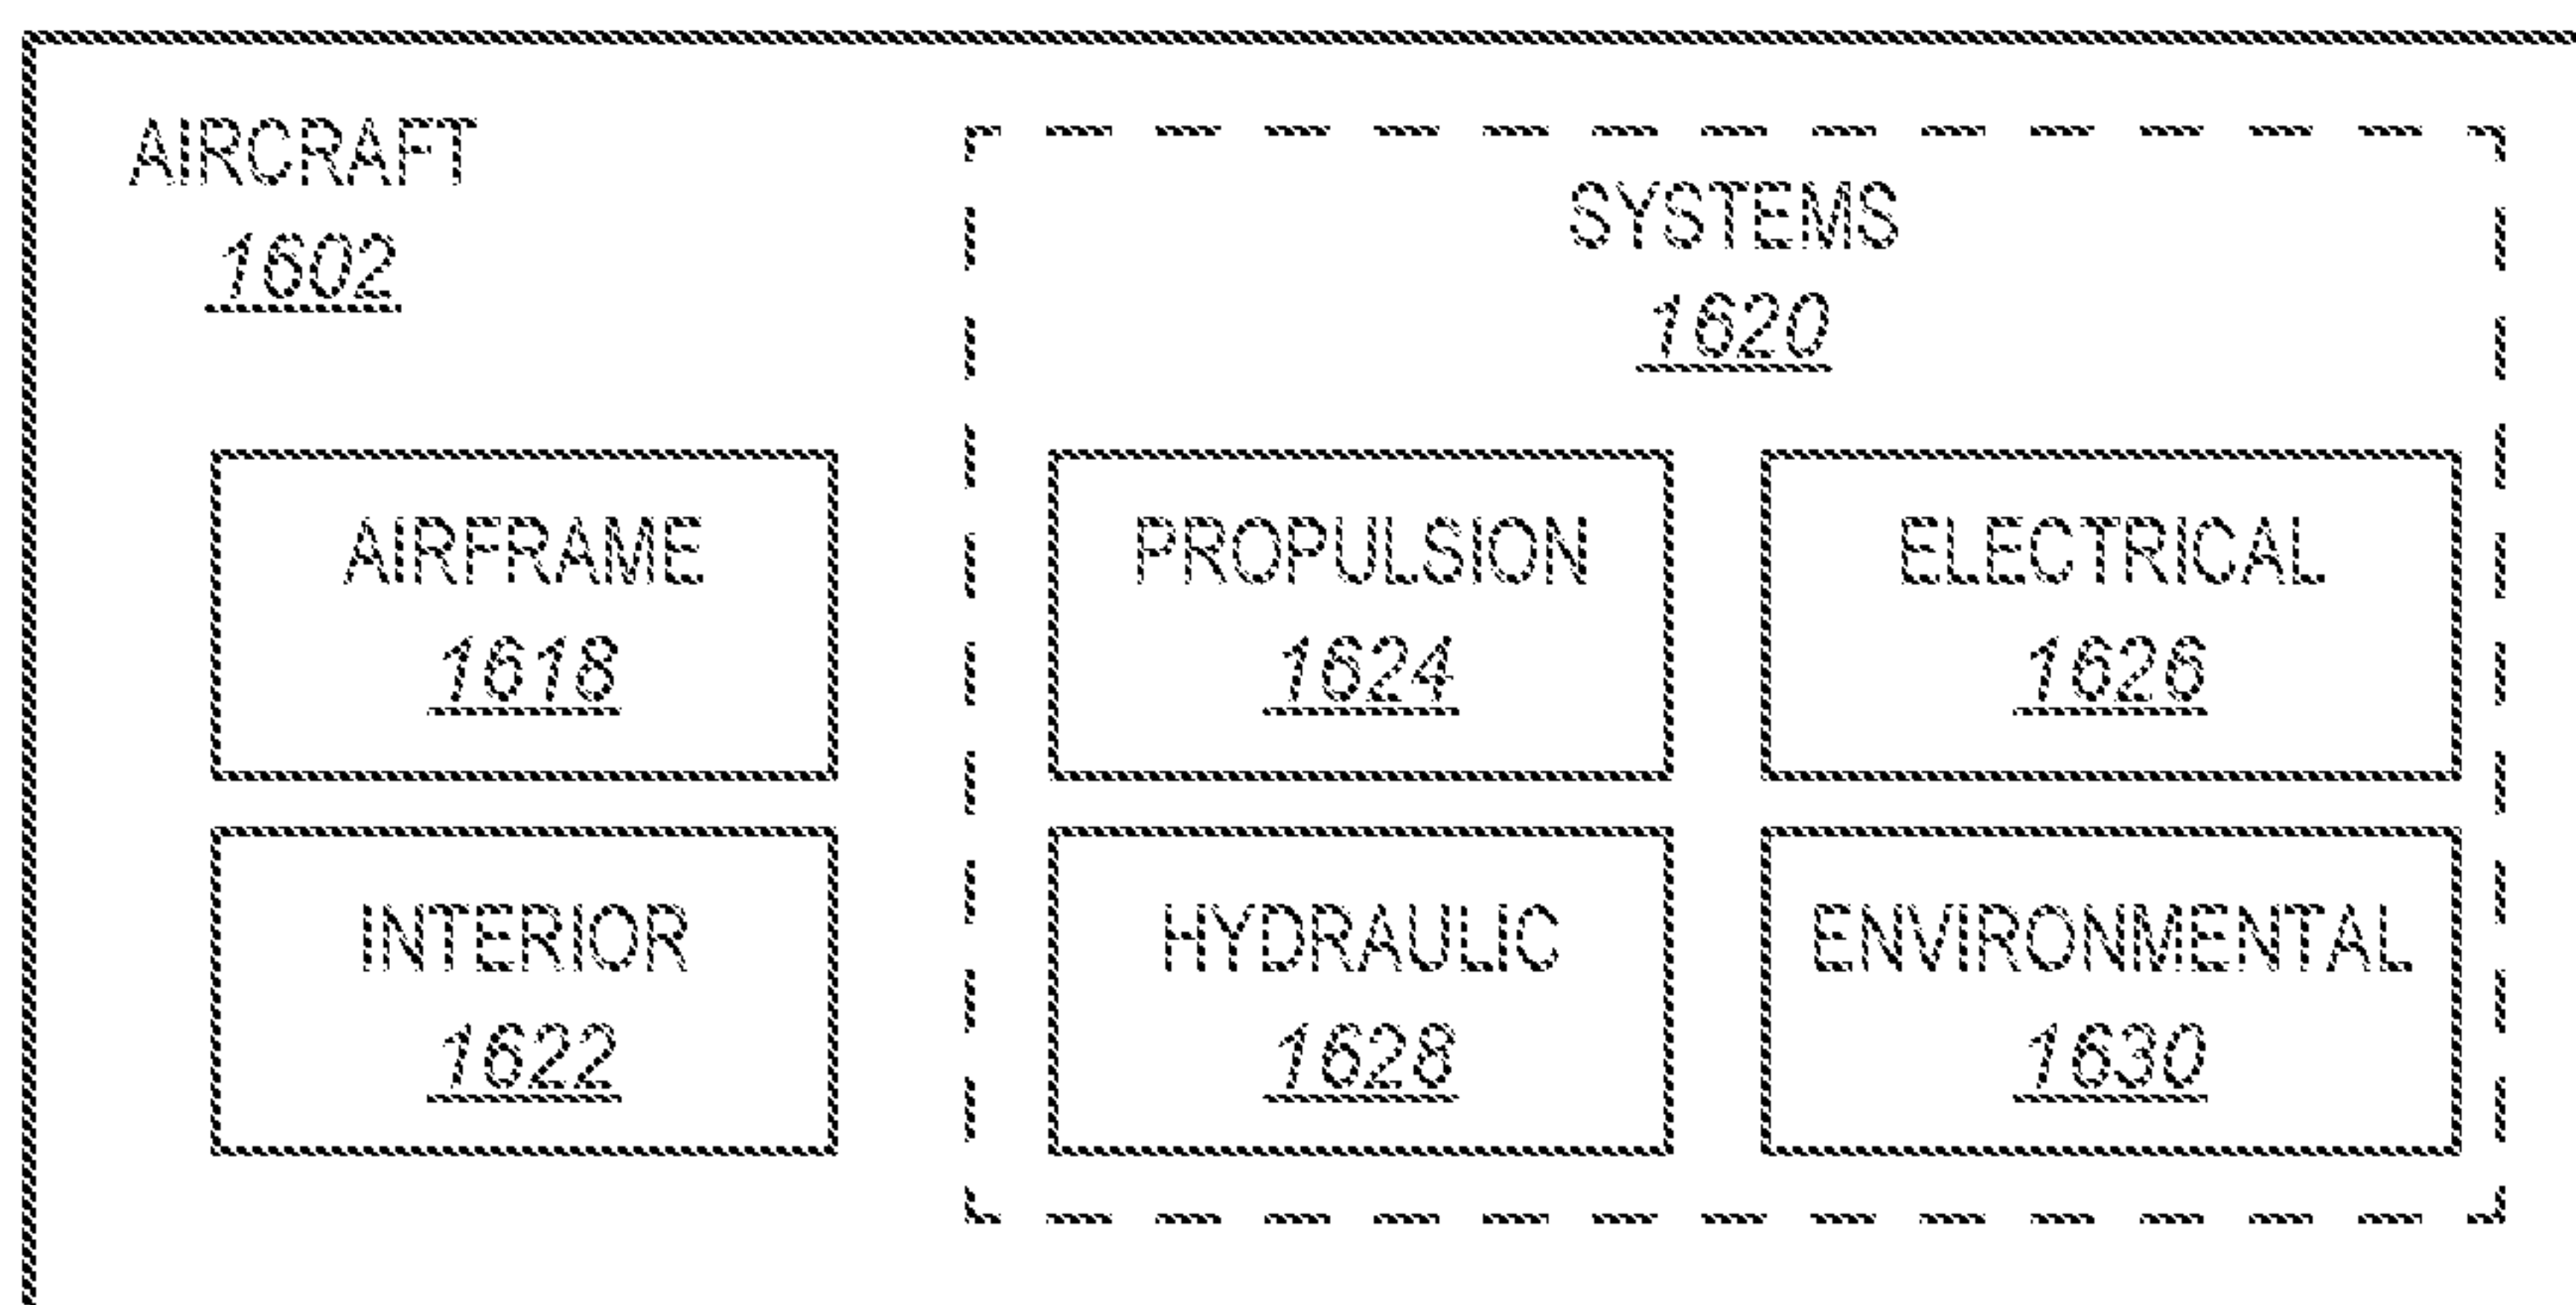 AIRCRAFT
1602
SYSTEMS
1620
AIRFRAME
1618
PROPULSION
1624
ELECTRICAL
1626
INTERIOR
1622
HYDRAULIC
1628
ENVIRONMENTAL
1630